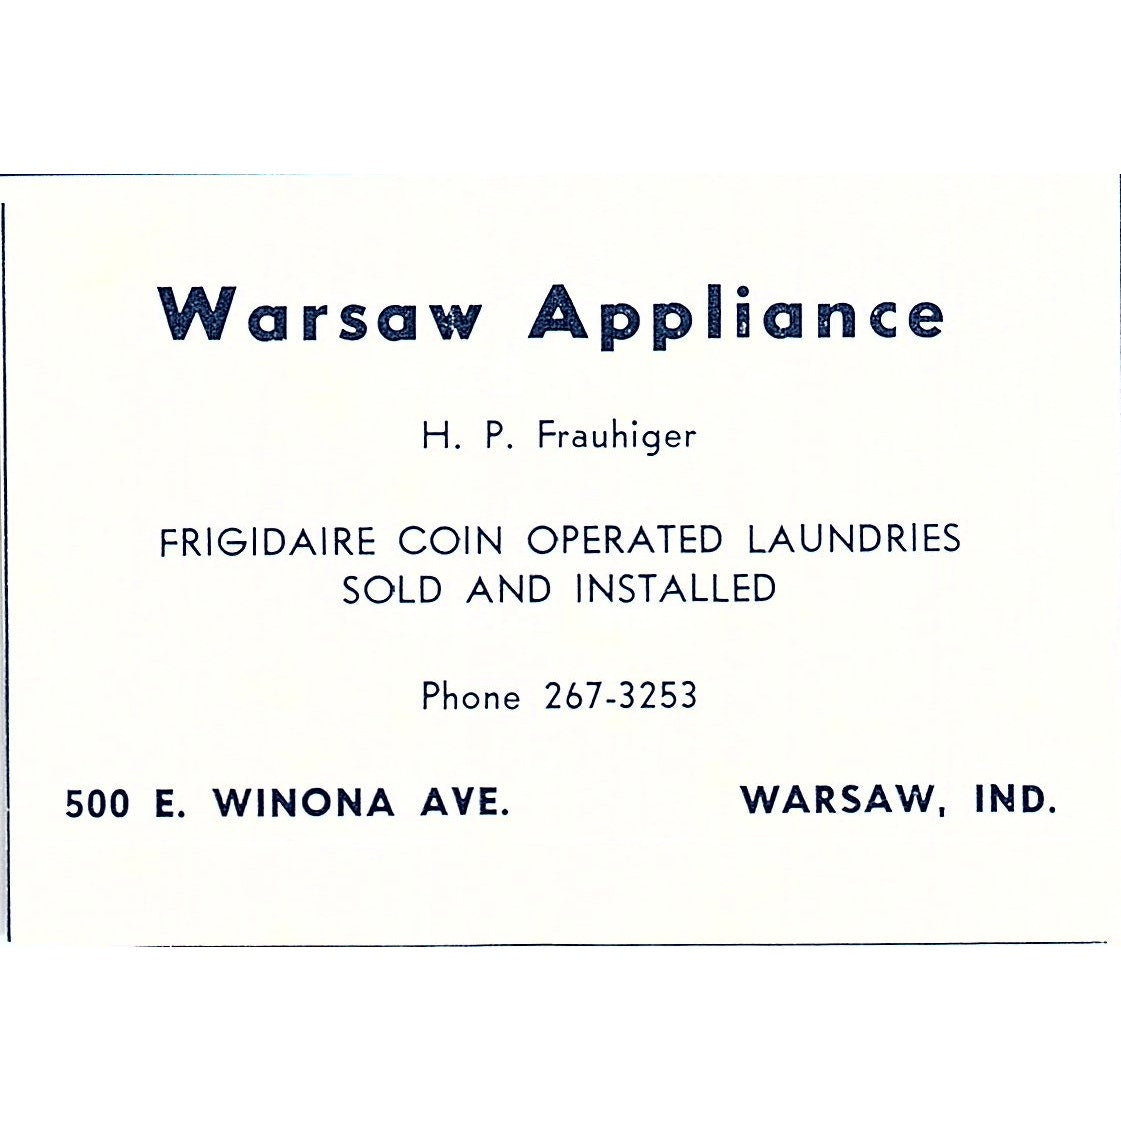 Warsaw Appliance
H. P. Frauhiger
FRIGIDAIRE COIN OPERATED LAUNDRIES
SOLD AND INSTALLED
Phone 267-3253
500 E. WINONA AVE. WARSAW, IND.